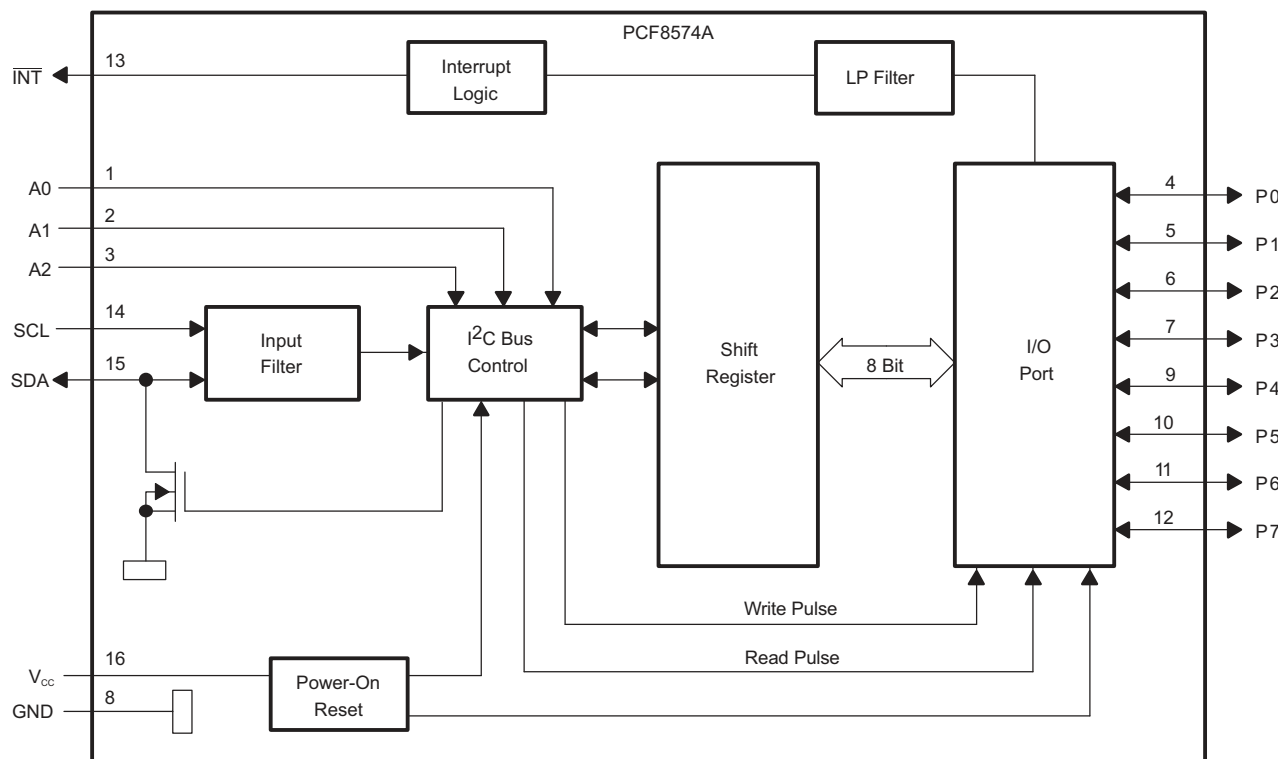 PCF8574A
INT
13
Interrupt
Logic
LP Filter
A0
1
A1
2
A2
3
SCL
14
SDA
15
Input
Filter
I²C Bus
Control
Shift
Register
8 Bit
I/O
Port
4
P0
5
P1
6
P2
7
P3
9
P4
10
P5
11
P6
12
P7
Write Pulse
Read Pulse
VCC
16
GND
8
Power-On
Reset